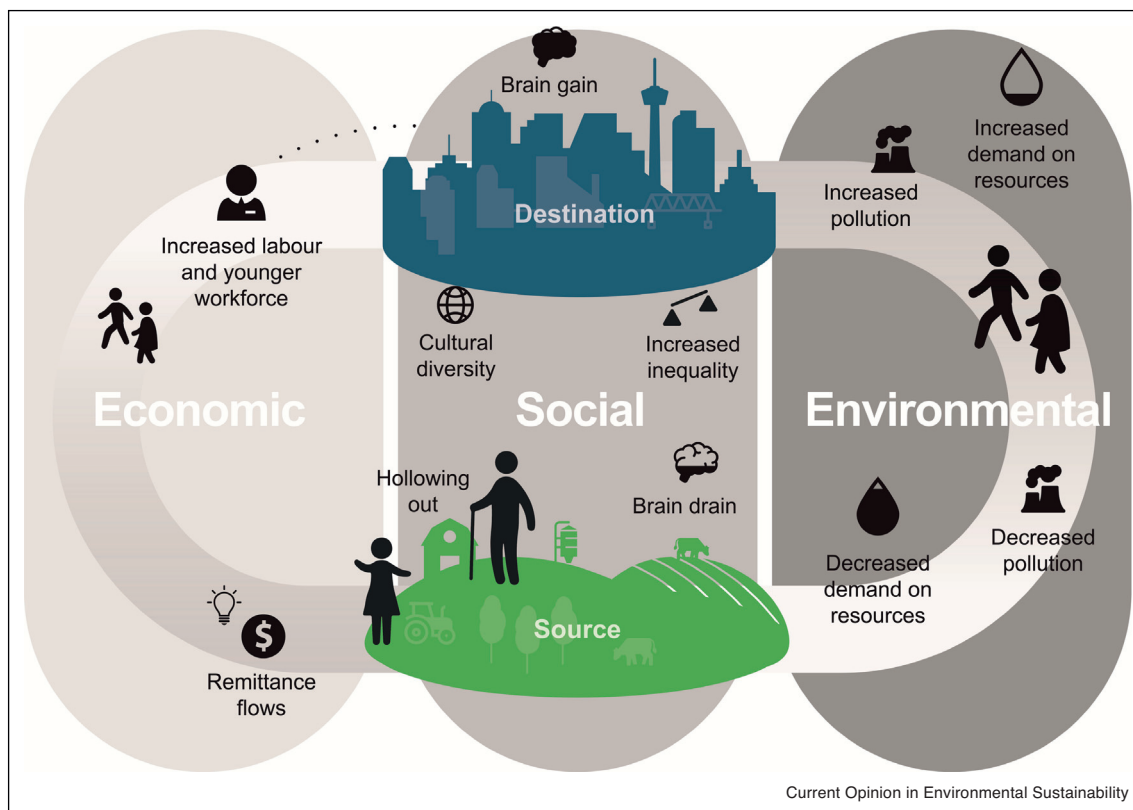 Brain gain
Increased
demand on
resources
Increased
pollution
Destination
Increased labour
and younger
workforce
Cultural
diversity
Increased
inequality
Economic
Social
Environmental
Hollowing
out
Brain drain
Decreased
demand on
resources
Decreased
pollution
Source
$
Remittance
flows
Current Opinion in Environmental Sustainability